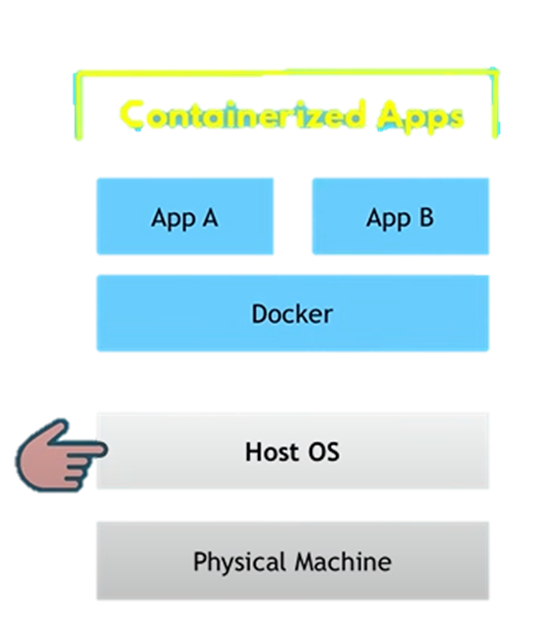 Containerized Apps
App A
App B
Docker
Host OS
Physical Machine